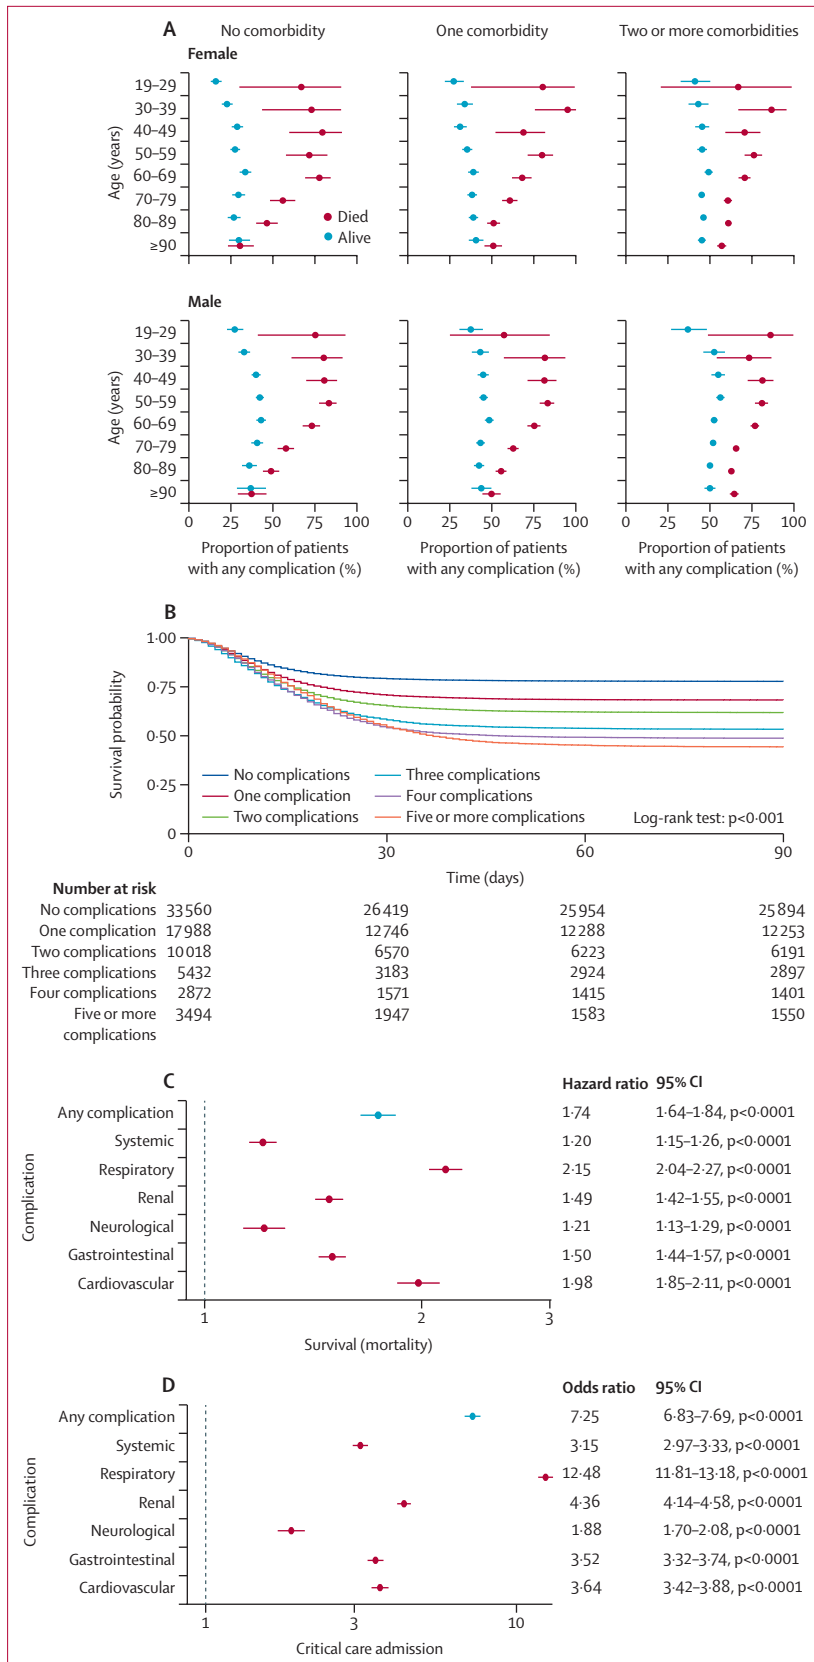 A
No comorbidity
One comorbidity
Two or more comorbidities
Female
Age (years)
19–29
30–39
40–49
50–59
60–69
70–79
80–89
≥90
0 25 50 75 100
0 25 50 75 100
0 25 50 75 100
Died
Alive
Male
Age (years)
19–29
30–39
40–49
50–59
60–69
70–79
80–89
≥90
0 25 50 75 100
0 25 50 75 100
0 25 50 75 100
Proportion of patients
with any complication (%)
Proportion of patients
with any complication (%)
Proportion of patients
with any complication (%)
B
Survival probability
1·00
0·75
0·50
0·25
0
No complications
One complication
Two complications
Three complications
Four complications
Five or more complications
Log-rank test: p<0·001
0 30 60 90
Time (days)
Number at risk
No complications 33 560 26 419 25 954 25 894
One complication 17 988 12 746 12 288 12 253
Two complications 10 018 6570 6223 6191
Three complications 5432 3183 2924 2897
Four complications 2872 1571 1415 1401
Five or more 3494 1947 1583 1550
complications
C
Hazard ratio 95% CI
Complication
Any complication 1·74 1·64–1·84, p<0·0001
Systemic 1·20 1·15–1·26, p<0·0001
Respiratory 2·15 2·04–2·27, p<0·0001
Renal 1·49 1·42–1·55, p<0·0001
Neurological 1·21 1·13–1·29, p<0·0001
Gastrointestinal 1·50 1·44–1·57, p<0·0001
Cardiovascular 1·98 1·85–2·11, p<0·0001
1 2 3
Survival (mortality)
D
Odds ratio 95% CI
Complication
Any complication 7·25 6·83–7·69, p<0·0001
Systemic 3·15 2·97–3·33, p<0·0001
Respiratory 12·48 11·81–13·18, p<0·0001
Renal 4·36 4·14–4·58, p<0·0001
Neurological 1·88 1·70–2·08, p<0·0001
Gastrointestinal 3·52 3·32–3·74, p<0·0001
Cardiovascular 3·64 3·42–3·88, p<0·0001
1 3 10
Critical care admission